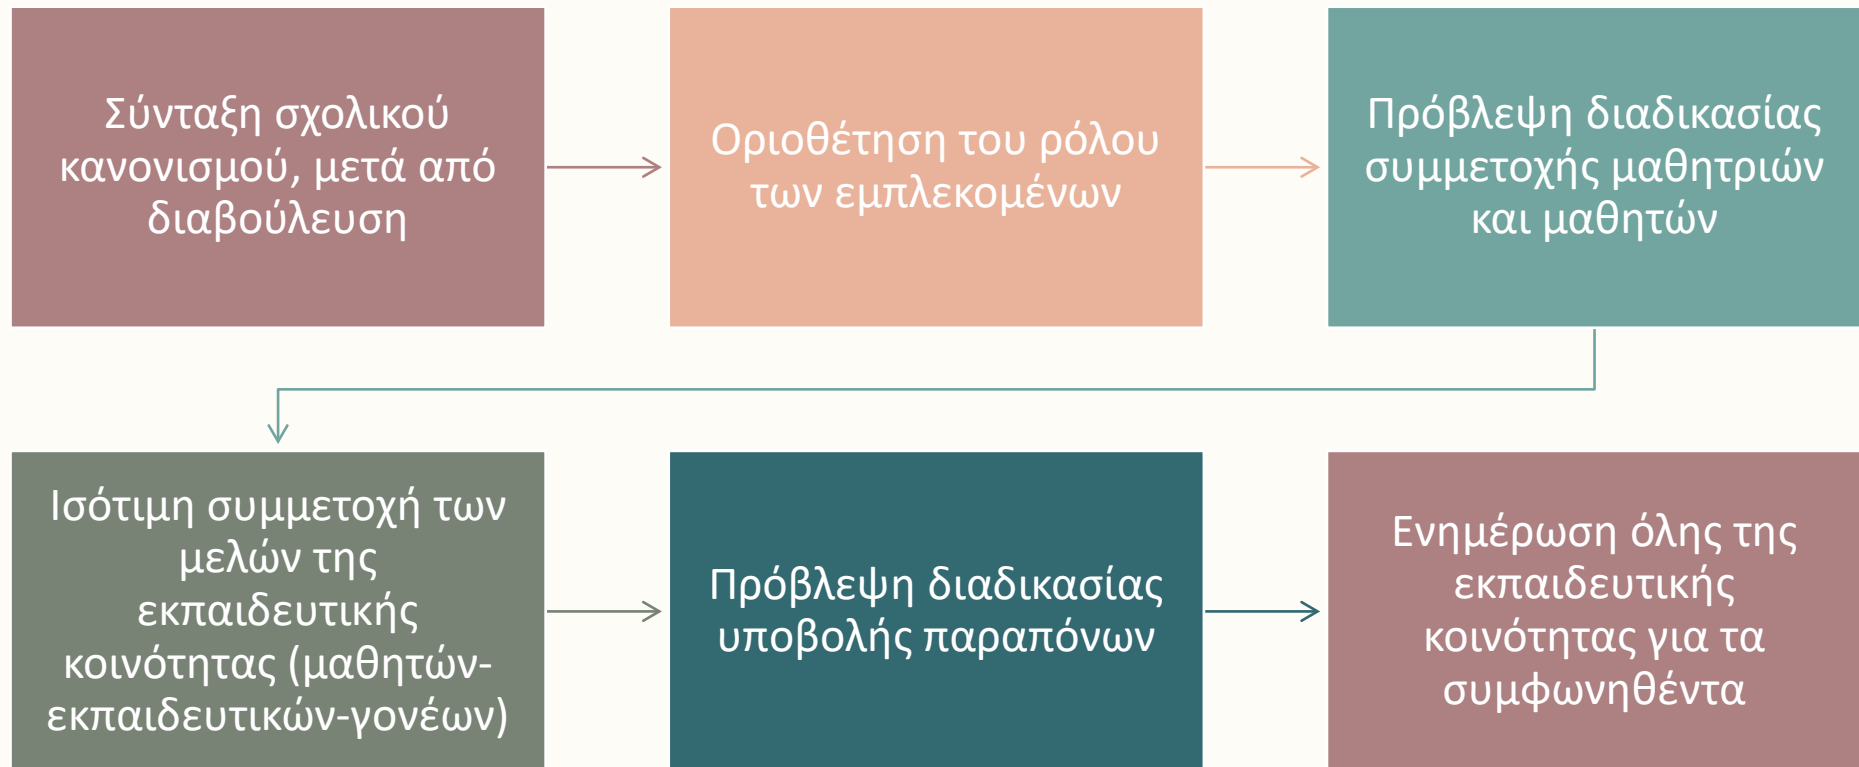 Σύνταξη σχολικού
κανονισμού, μετά από
διαβούλευση
Οριοθέτηση του ρόλου
των εμπλεκομένων
Πρόβλεψη διαδικασίας
συμμετοχής μαθητριών
και μαθητών
Ισότιμη συμμετοχή των
μελών της
εκπαιδευτικής
κοινότητας (μαθητών-
εκπαιδευτικών-γονέων)
Πρόβλεψη διαδικασίας
υποβολής παραπόνων
Ενημέρωση όλης της
εκπαιδευτικής
κοινότητας για τα
συμφωνηθέντα